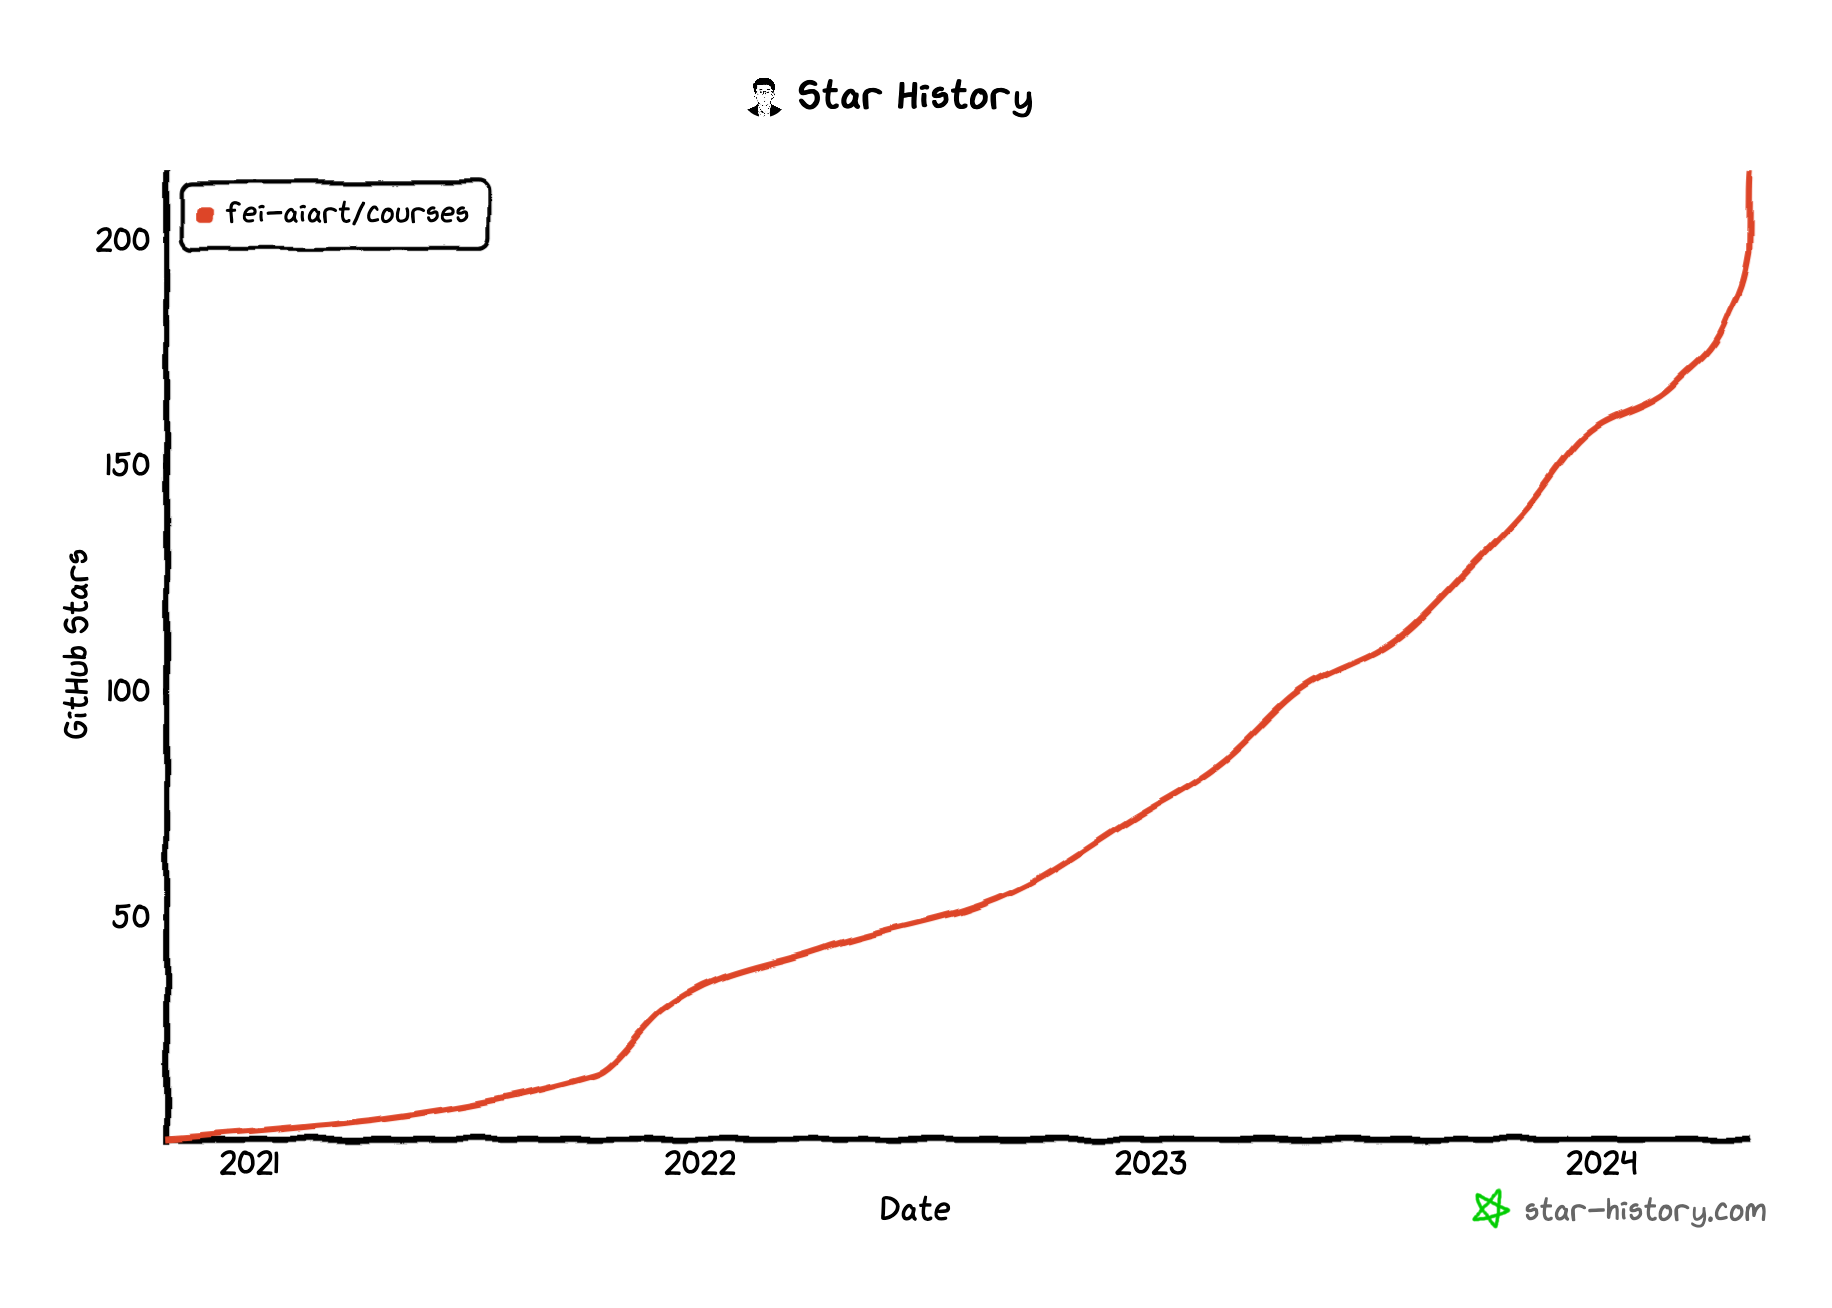 Star History
fei-aiart/courses
200
150
100
50
GitHub Stars
2021 2022 2023 2024
Date
star-history.com